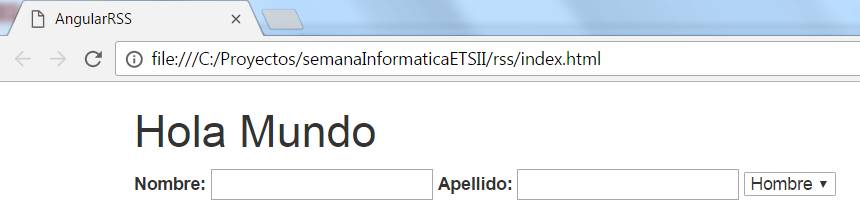 AngularRSS
file:///C:/Proyectos/semanaInformaticaETSII/rss/index.html
Hola Mundo
Nombre: Apellido: Hombre